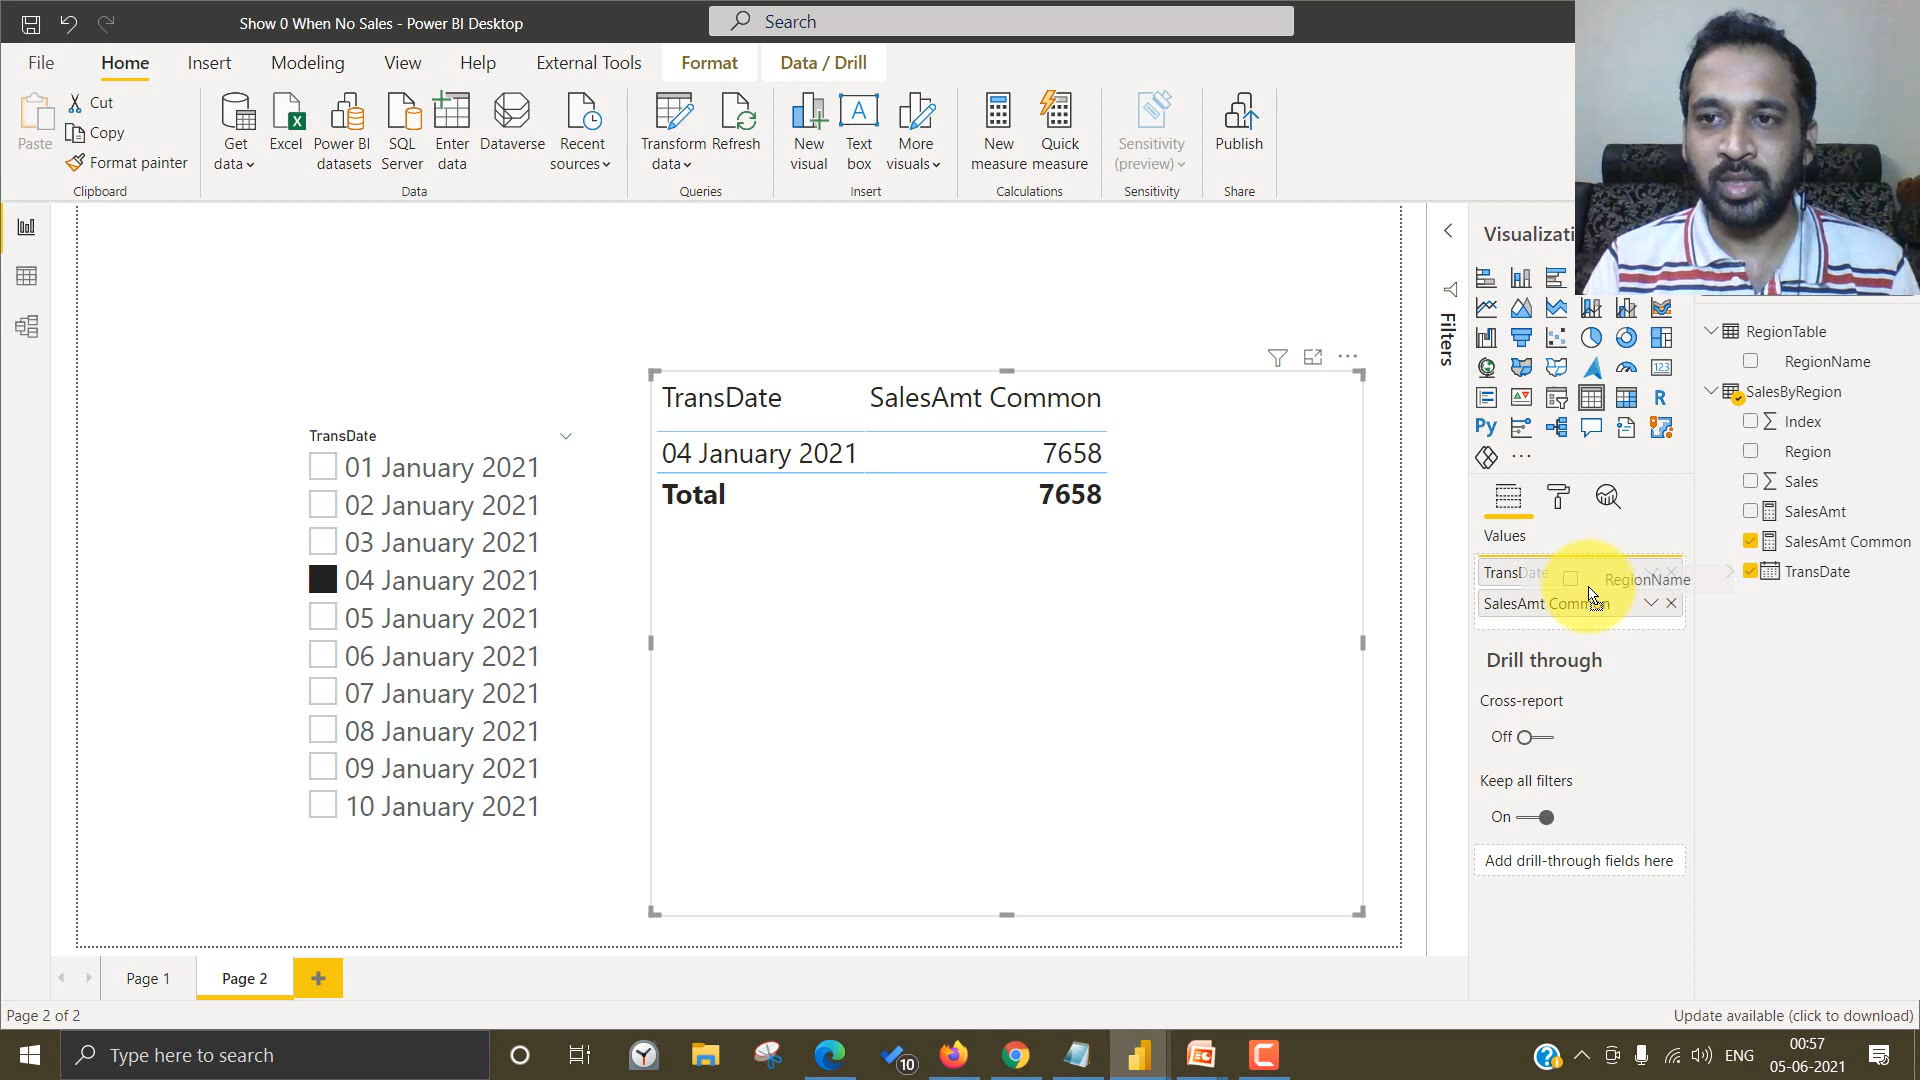 Show 0 When No Sales - Power BI Desktop
Search
File Home Insert Modeling View Help External Tools Format Data / Drill
Paste
Cut
Copy
Format painter
Clipboard
Get data
Excel
Power BI datasets
SQL Server
Enter data
Dataverse
Recent sources
Data
Transform data
Refresh
Queries
New visual
A
Text box
More visuals
Insert
New measure
Quick measure
Calculations
Sensitivity (preview)
Sensitivity
Publish
Share
TransDate
01 January 2021
02 January 2021
03 January 2021
04 January 2021
05 January 2021
06 January 2021
07 January 2021
08 January 2021
09 January 2021
10 January 2021
TransDate SalesAmt Common
04 January 2021 7658
Total 7658
Filters
Visualizati
123
R
Py
Values
TransDate
RegionName
SalesAmt Common
Drill through
Cross-report
Off
Keep all filters
On
Add drill-through fields here
RegionTable
RegionName
SalesByRegion
Index
Region
Sales
SalesAmt
SalesAmt Common
TransDate
Page 1 Page 2
Page 2 of 2
Update available (click to download)
Type here to search
10
ENG
00:57
05-06-2021